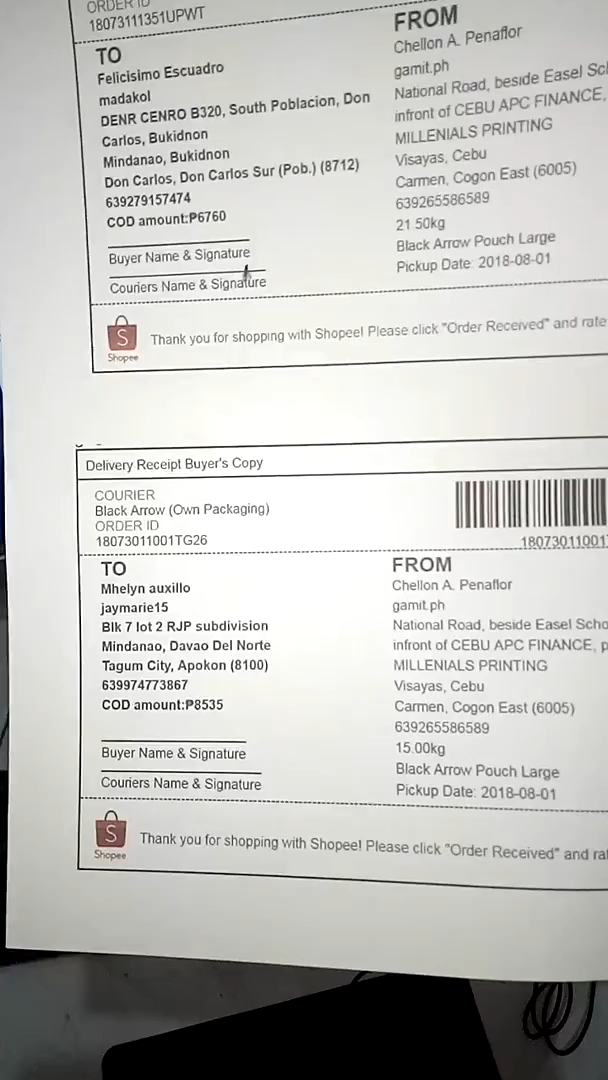 ORDER ID
18073111351UPWT
TO
Felicisimo Escuadro
madakol
DENR CENRO B320, South Poblacion, Don
Carlos, Bukidnon
Mindanao, Bukidnon
Don Carlos, Don Carlos Sur (Pob.) (8712)
639279157474
COD amount:₱6760
Buyer Name & Signature
Couriers Name & Signature
FROM
Chellon A. Penaflor
gamit.ph
National Road, beside Easel Sc
infront of CEBU APC FINANCE,
MILLENIALS PRINTING
Visayas, Cebu
Carmen, Cogon East (6005)
639265586589
21 50kg
Black Arrow Pouch Large
Pickup Date: 2018-08-01
Shopee
Thank you for shopping with Shopee! Please click "Order Received" and rate
Delivery Receipt Buyer's Copy
COURIER
Black Arrow (Own Packaging)
ORDER ID
18073011001TG26
18073011001
TO
Mhelyn auxillo
jaymarie15
Blk 7 lot 2 RJP subdivision
Mindanao, Davao Del Norte
Tagum City, Apokon (8100)
639974773867
COD amount:₱8535
Buyer Name & Signature
Couriers Name & Signature
FROM
Chellon A. Penaflor
gamit.ph
National Road, beside Easel Scho
infront of CEBU APC FINANCE, p
MILLENIALS PRINTING
Visayas, Cebu
Carmen, Cogon East (6005)
639265586589
15.00kg
Black Arrow Pouch Large
Pickup Date: 2018-08-01
Shopee
Thank you for shopping with Shopee! Please click "Order Received" and ra